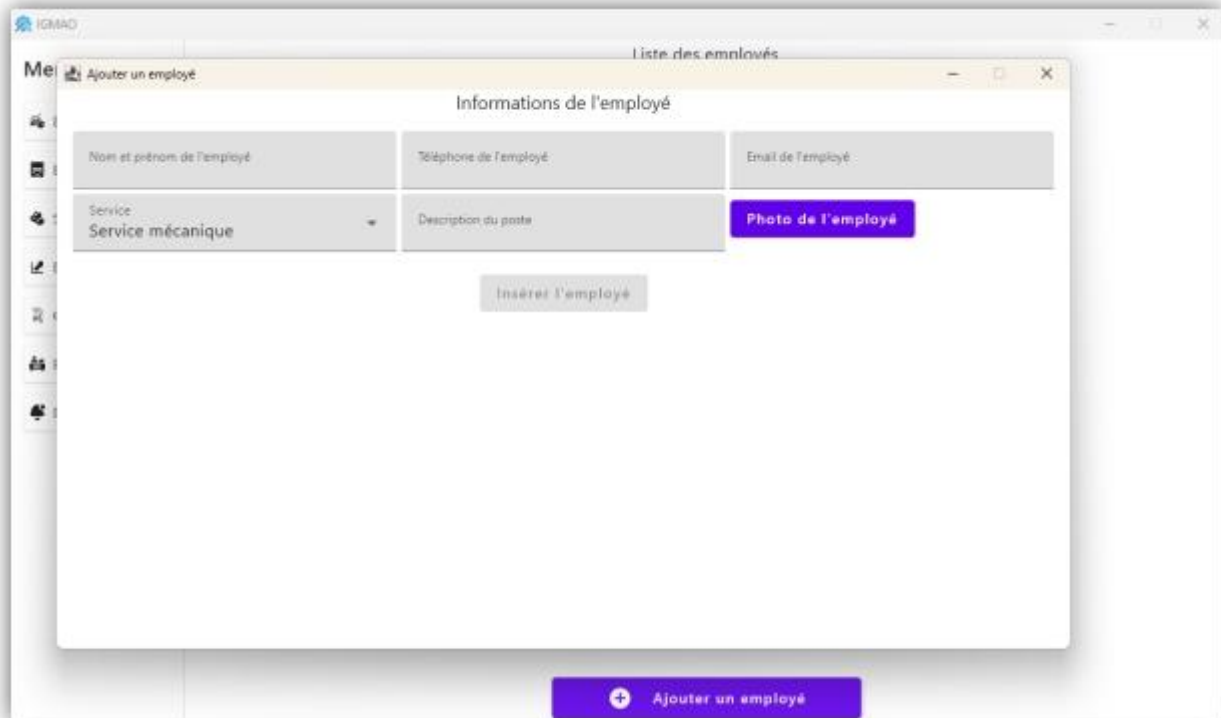 IGMAO
Liste des employés
Ajouter un employé
Informations de l'employé
Nom et prénom de l'employé
Téléphone de l'employé
Email de l'employé
Service
Service mécanique
Description du poste
Photo de l'employé
Insérer l'employé
Ajouter un employé